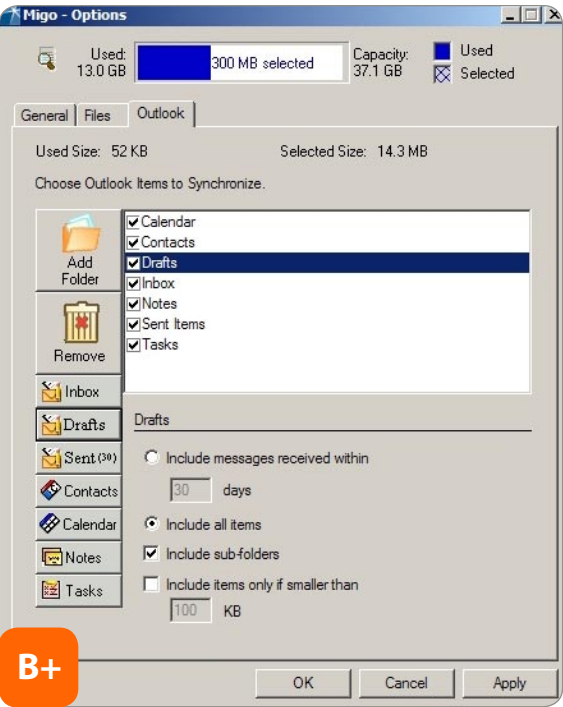 Migo - Options
Used:
13.0 GB
300 MB selected
Capacity:
37.1 GB
Used
Selected
General
Files
Outlook
Used Size: 52 KB
Selected Size: 14.3 MB
Choose Outlook Items to Synchronize.
Add
Folder
Remove
Inbox
Drafts
Sent (30)
Contacts
Calendar
Notes
Tasks
Calendar
Contacts
Drafts
Inbox
Notes
Sent Items
Tasks
Drafts
Include messages received within
30 days
Include all items
Include sub-folders
Include items only if smaller than
100 KB
B+
OK
Cancel
Apply